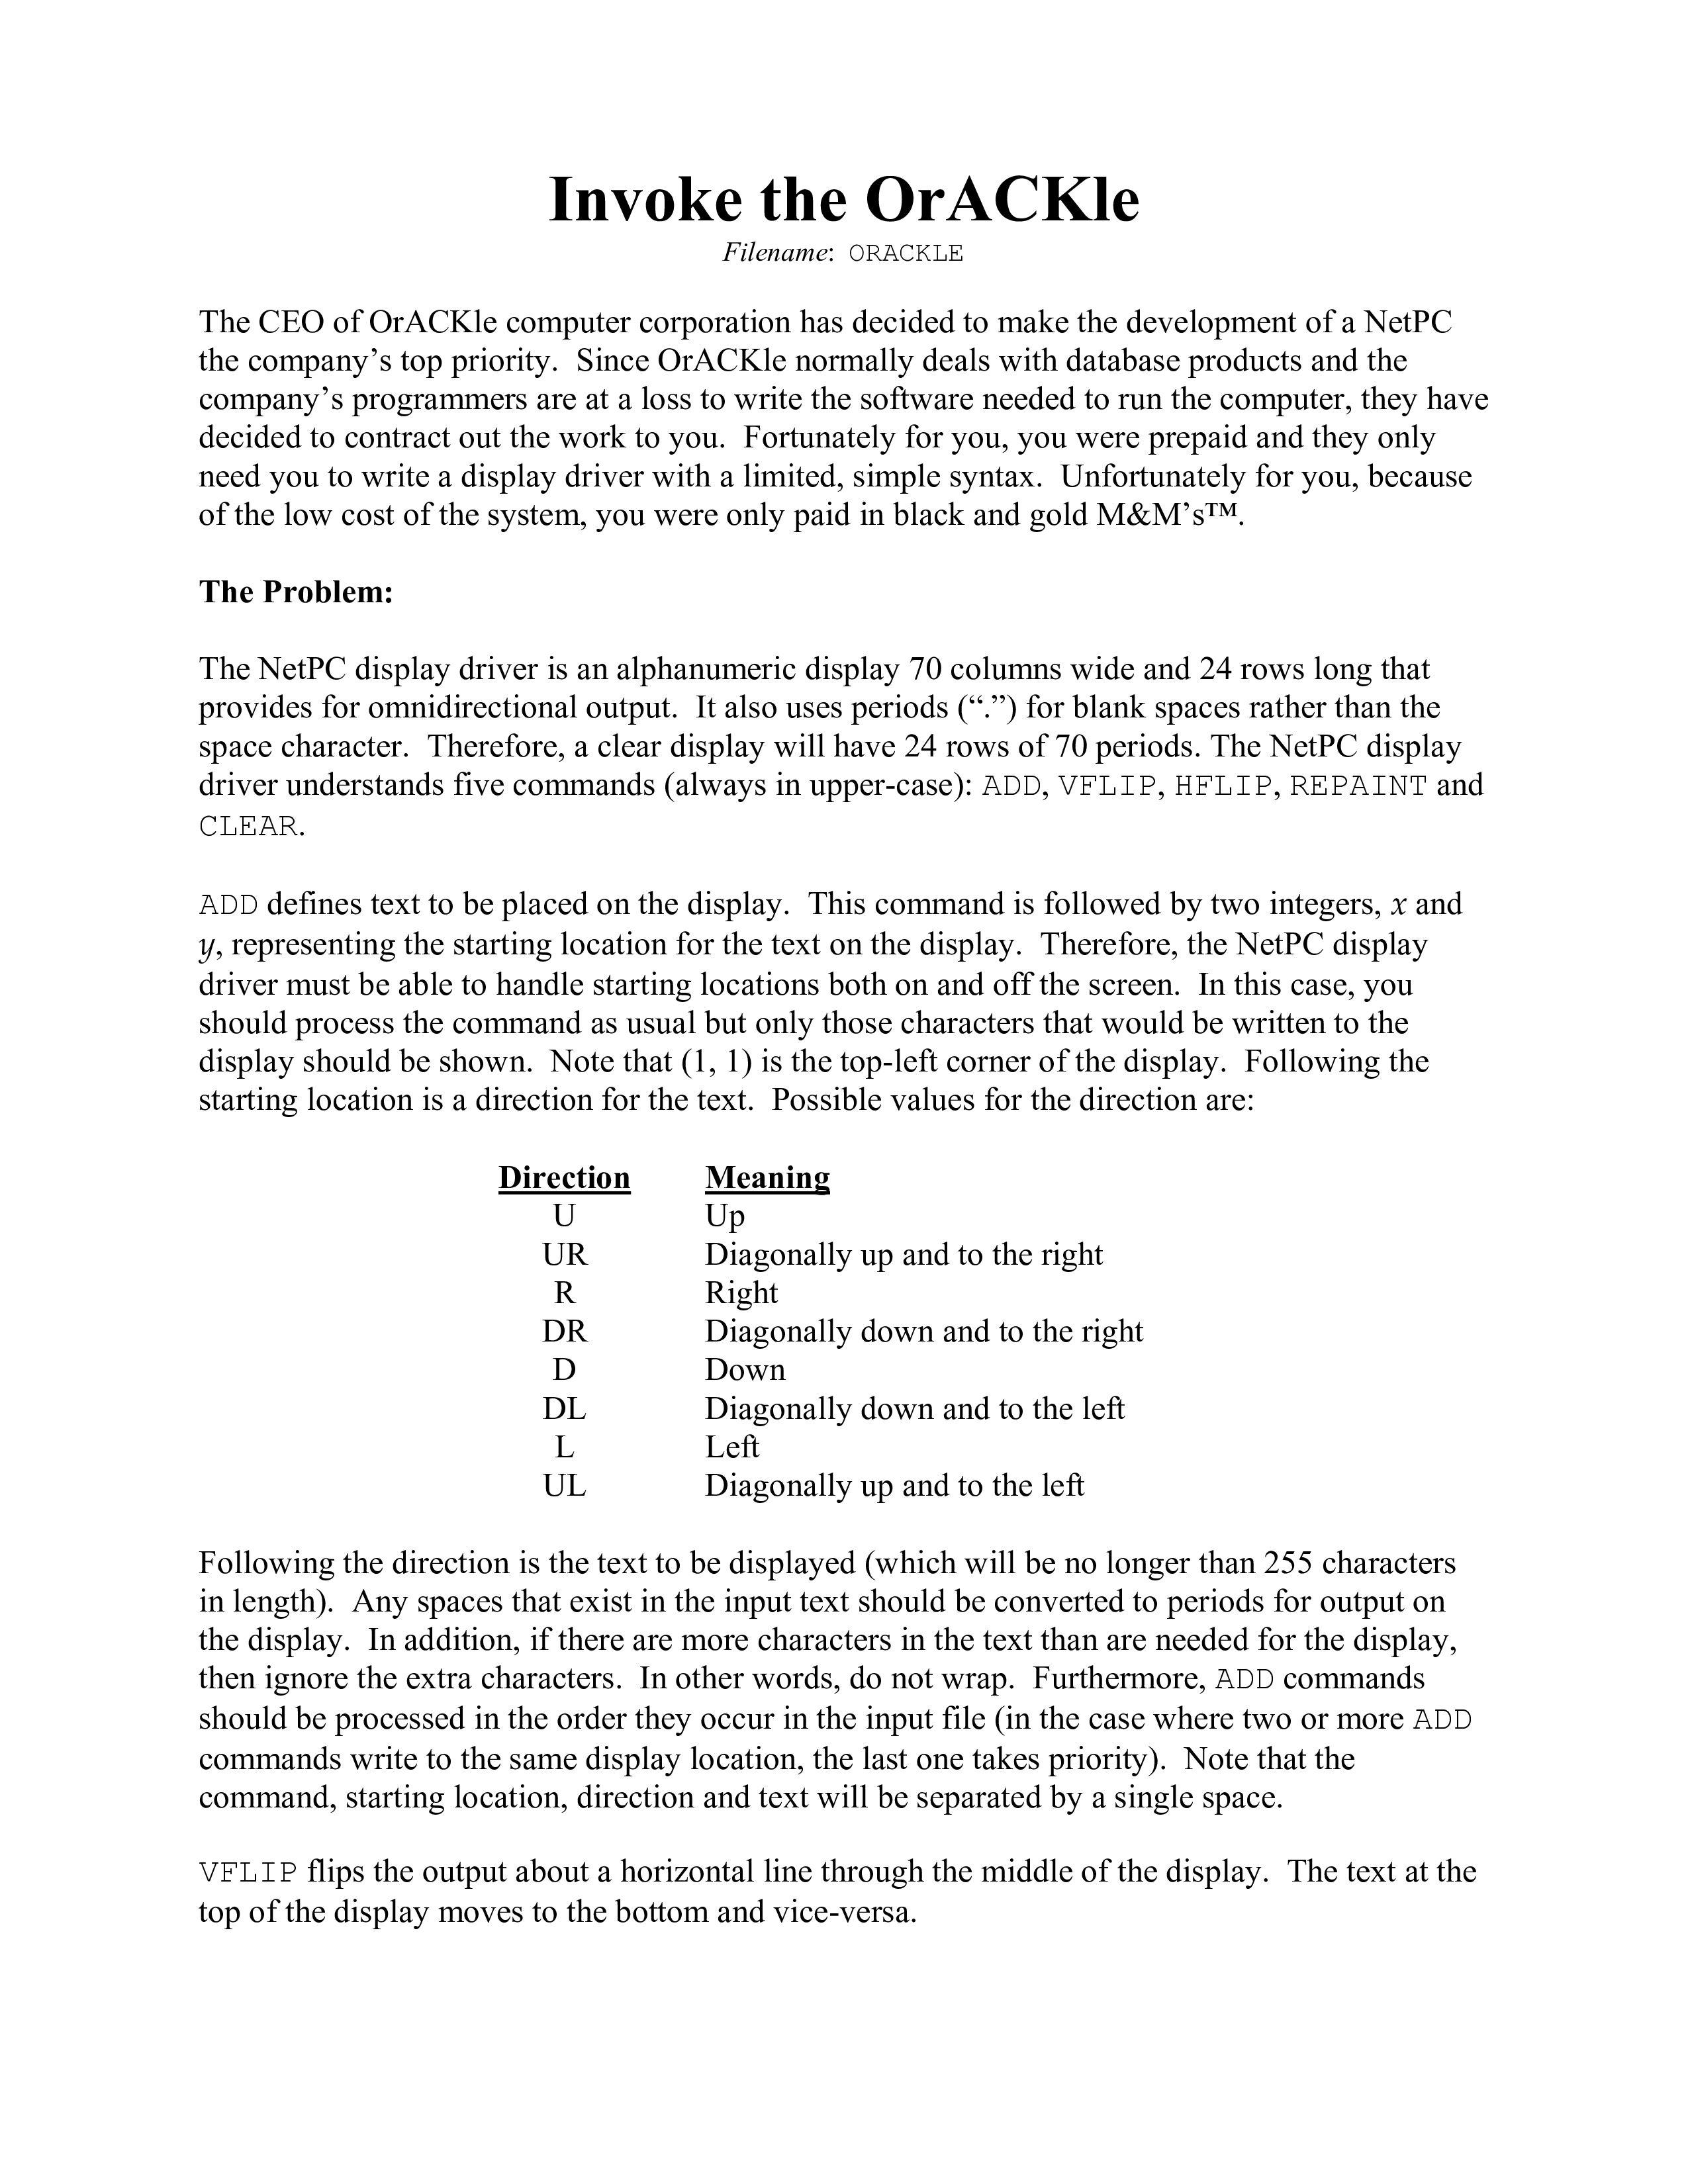 Invoke the OrACKle
Filename: ORACKLE
The CEO of OrACKle computer corporation has decided to make the development of a NetPC
the company’s top priority.  Since OrACKle normally deals with database products and the
company’s programmers are at a loss to write the software needed to run the computer, they have
decided to contract out the work to you.  Fortunately for you, you were prepaid and they only
need you to write a display driver with a limited, simple syntax.  Unfortunately for you, because
of the low cost of the system, you were only paid in black and gold M&M’s™.
The Problem:
The NetPC display driver is an alphanumeric display 70 columns wide and 24 rows long that
provides for omnidirectional output.  It also uses periods (“.”) for blank spaces rather than the
space character.  Therefore, a clear display will have 24 rows of 70 periods. The NetPC display
driver understands five commands (always in upper-case): ADD, VFLIP, HFLIP, REPAINT and
CLEAR.
ADD defines text to be placed on the display.  This command is followed by two integers, x and
y, representing the starting location for the text on the display.  Therefore, the NetPC display
driver must be able to handle starting locations both on and off the screen.  In this case, you
should process the command as usual but only those characters that would be written to the
display should be shown.  Note that (1, 1) is the top-left corner of the display.  Following the
starting location is a direction for the text.  Possible values for the direction are:
Direction Meaning
U Up
UR Diagonally up and to the right
R Right
DR Diagonally down and to the right
D Down
DL Diagonally down and to the left
L Left
UL Diagonally up and to the left
Following the direction is the text to be displayed (which will be no longer than 255 characters
in length).  Any spaces that exist in the input text should be converted to periods for output on
the display.  In addition, if there are more characters in the text than are needed for the display,
then ignore the extra characters.  In other words, do not wrap.  Furthermore, ADD commands
should be processed in the order they occur in the input file (in the case where two or more ADD
commands write to the same display location, the last one takes priority).  Note that the
command, starting location, direction and text will be separated by a single space.
VFLIP flips the output about a horizontal line through the middle of the display.  The text at the
top of the display moves to the bottom and vice-versa.